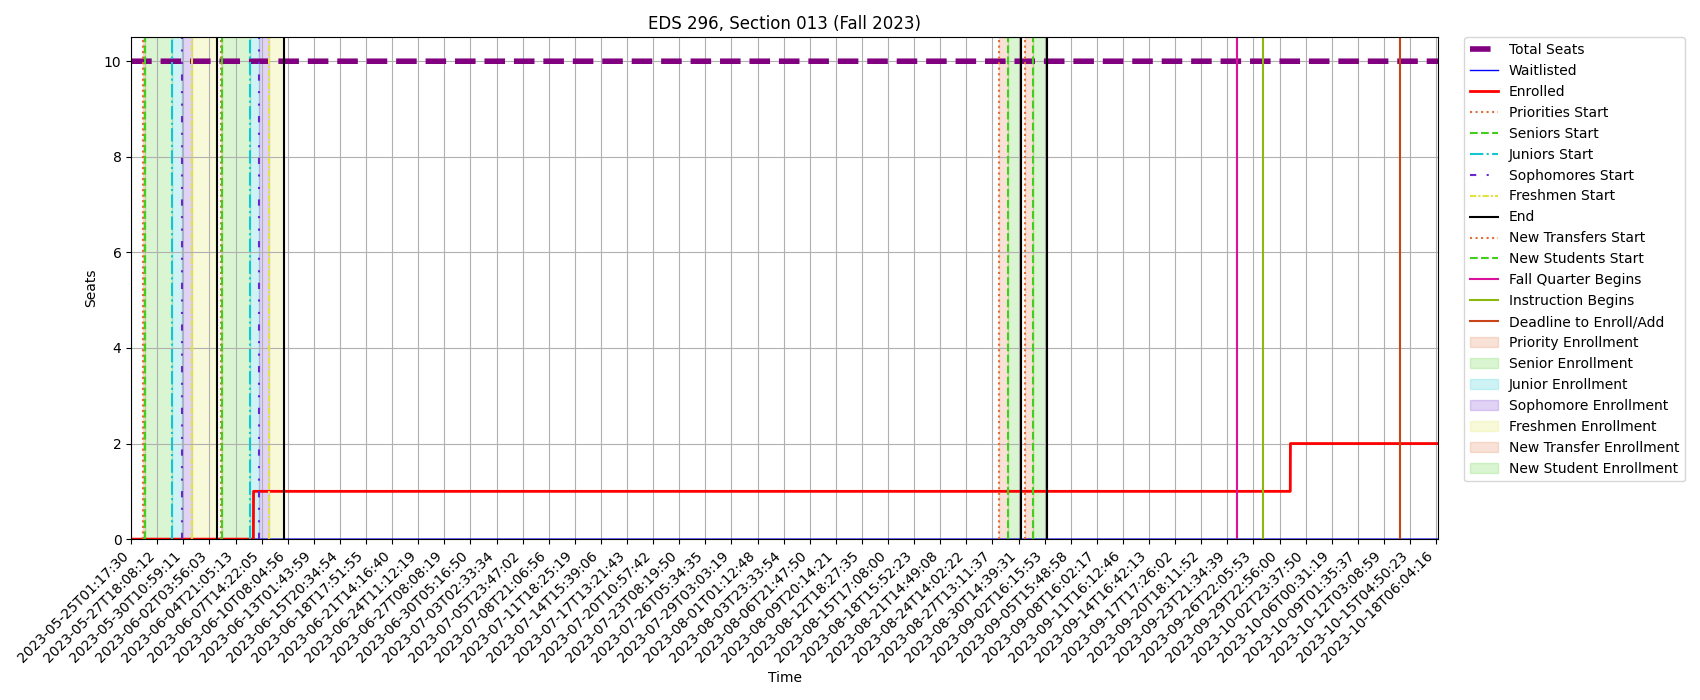 EDS 296, Section 013 (Fall 2023)
10
8
6
4
2
0
Seats
2023-05-25T01:17:30
2023-05-27T18:08:12
2023-05-30T10:59:11
2023-06-02T03:56:03
2023-06-04T21:05:13
2023-06-07T14:22:05
2023-06-10T08:04:56
2023-06-13T01:43:59
2023-06-15T20:34:54
2023-06-18T17:51:55
2023-06-21T14:16:40
2023-06-24T11:12:19
2023-06-27T08:08:19
2023-06-30T05:16:50
2023-07-03T02:33:34
2023-07-05T23:47:02
2023-07-08T21:06:56
2023-07-11T18:25:19
2023-07-14T15:39:06
2023-07-17T13:21:43
2023-07-20T10:57:42
2023-07-23T08:19:50
2023-07-26T05:34:35
2023-07-29T03:03:19
2023-08-01T01:12:48
2023-08-03T23:33:54
2023-08-06T21:47:50
2023-08-09T20:14:21
2023-08-12T18:27:35
2023-08-15T17:08:00
2023-08-18T15:52:23
2023-08-21T14:49:08
2023-08-24T14:02:22
2023-08-27T13:11:37
2023-08-30T14:39:31
2023-09-02T16:15:53
2023-09-05T15:48:58
2023-09-08T16:02:17
2023-09-11T16:12:46
2023-09-14T16:42:13
2023-09-17T17:26:02
2023-09-20T18:11:52
2023-09-23T21:34:39
2023-09-26T22:05:53
2023-09-29T22:56:00
2023-10-02T23:37:50
2023-10-06T00:31:19
2023-10-09T01:35:37
2023-10-12T03:08:59
2023-10-15T04:50:23
2023-10-18T06:04:16
Time
Total Seats
Waitlisted
Enrolled
Priorities Start
Seniors Start
Juniors Start
Sophomores Start
Freshmen Start
End
New Transfers Start
New Students Start
Fall Quarter Begins
Instruction Begins
Deadline to Enroll/Add
Priority Enrollment
Senior Enrollment
Junior Enrollment
Sophomore Enrollment
Freshmen Enrollment
New Transfer Enrollment
New Student Enrollment